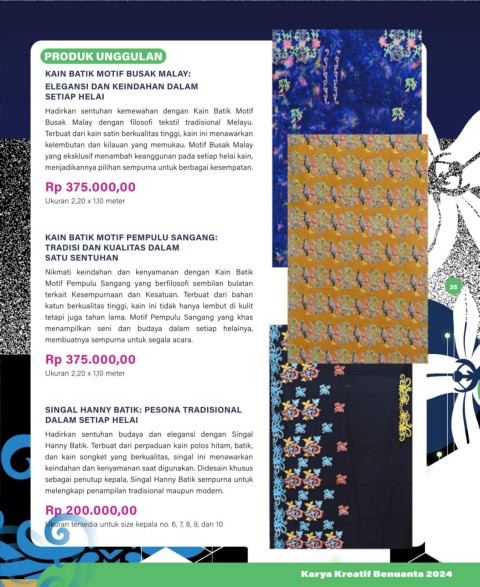 PRODUK UNGGULAN
KAIN BATIK MOTIF BUSAK MALAY:
ELEGANSI DAN KEINDAHAN DALAM
SETIAP HELAI
Hadirkan sentuhan kemewahan dengan Kain Batik Motif
Busak Malay dengan filosofi tekstil tradisional Melayu.
Terbuat dari kain satin berkualitas tinggi, kain ini menawarkan
kelembutan dan kilauan yang memukau. Motif Busak Malay
yang eksklusif menambah keanggunan pada setiap helai kain,
menjadikannya pilihan sempurna untuk berbagai kesempatan.
Rp 375.000,00
Ukuran 2,20 x 1,10 meter
KAIN BATIK MOTIF PEMPULU SANGANG:
TRADISI DAN KUALITAS DALAM
SATU SENTUHAN
Nikmati keindahan dan kenyamanan dengan Kain Batik
Motif Pempulu Sangang yang berfilosofi sembilan bulatan
terkait Kesempurnaan dan Kesatuan. Terbuat dari bahan
katun berkualitas tinggi, kain ini tidak hanya lembut di kulit
tetapi juga tahan lama. Motif Pempulu Sangang yang khas
menampilkan seni dan budaya dalam setiap helainya,
membuatnya sempurna untuk segala acara.
Rp 375.000,00
Ukuran 2,20 x 1,10 meter
35
SINGAL HANNY BATIK: PESONA TRADISIONAL
DALAM SETIAP HELAI
Hadirkan sentuhan budaya dan elegansi dengan Singal
Hanny Batik. Terbuat dari perpaduan kain polos hitam, batik,
dan kain songket yang berkualitas, singal ini menawarkan
keindahan dan kenyamanan saat digunakan. Didesain khusus
sebagai penutup kepala, Singal Hanny Batik sempurna untuk
melengkapi penampilan tradisional maupun modern.
Rp 200.000,00
Ukuran tersedia untuk size kepala no. 6, 7, 8, 9, dan 10
Karya Kreatif Benuanta 2024